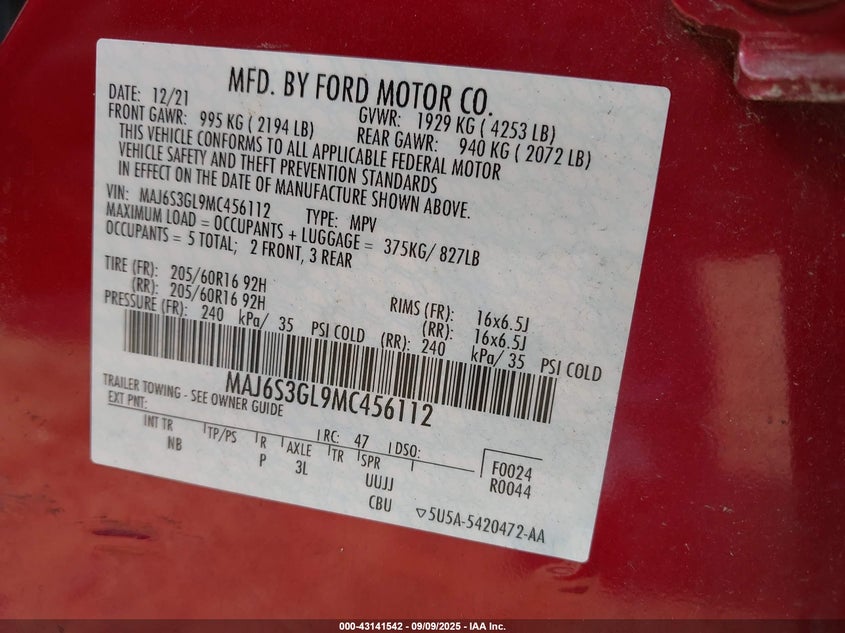 MFD. BY FORD MOTOR CO.
DATE: 12/21 GVWR: 1929 KG ( 4253 LB)
FRONT GAWR: 995 KG ( 2194 LB) REAR GAWR: 940 KG ( 2072 LB)
THIS VEHICLE CONFORMS TO ALL APPLICABLE FEDERAL MOTOR
VEHICLE SAFETY AND THEFT PREVENTION STANDARDS
IN EFFECT ON THE DATE OF MANUFACTURE SHOWN ABOVE.
VIN: MAJ6S3GL9MC456112 TYPE: MPV
MAXIMUM LOAD = OCCUPANTS + LUGGAGE = 375KG/ 827LB
OCCUPANTS = 5 TOTAL; 2 FRONT, 3 REAR
TIRE (FR): 205/60R16 92H RIMS (FR): 16x6.5J
(RR): 205/60R16 92H (RR): 16x6.5J
PRESSURE (FR): 240 kPa/ 35 PSI COLD (RR): 240 kPa/ 35 PSI COLD
MAJ6S3GL9MC456112
TRAILER TOWING - SEE OWNER GUIDE
EXT PNT: RC: 47 DSO:
INT TR TP/PS R AXLE TR SPR F0024
NB P 3L UUJJ R0044
CBU
▽5U5A-5420472-AA
000-43141542 - 09/09/2025 - IAA Inc.